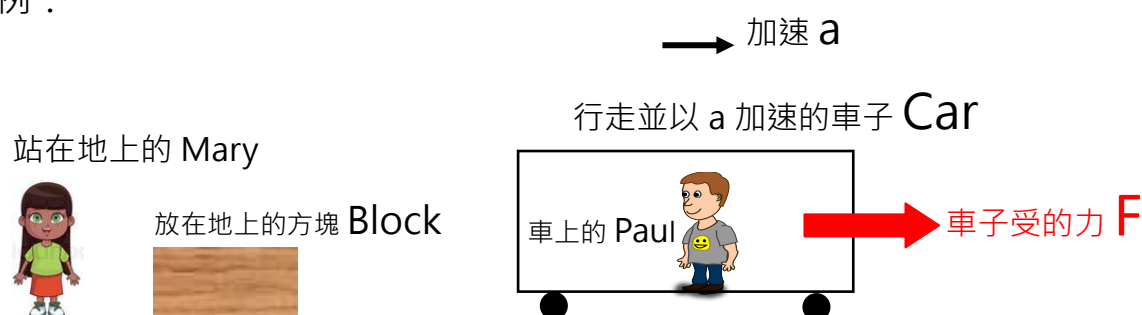 例：
加速 a
行走並以 a 加速的車子 Car
站在地上的 Mary
放在地上的方塊 Block
車上的 Paul
車子受的力 F